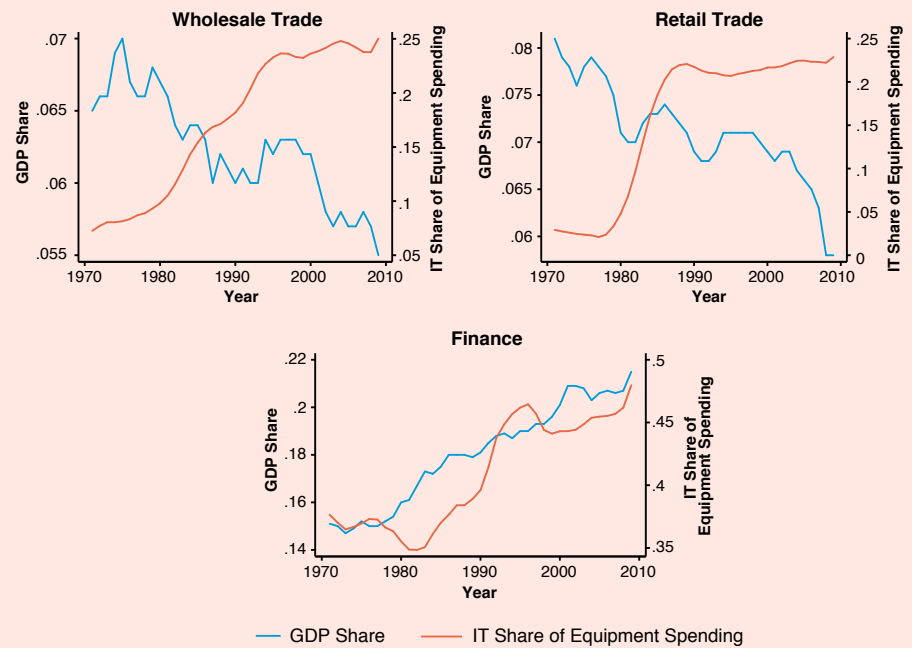 Wholesale Trade
.07
.065
.06
.055
GDP Share
.25
.2
.15
.1
.05
IT Share of Equipment Spending
1970 1980 1990 2000 2010
Year
Retail Trade
.08
.075
.07
.065
.06
GDP Share
.25
.2
.15
.1
.05
0
IT Share of Equipment Spending
1970 1980 1990 2000 2010
Year
Finance
.22
.2
.18
.16
.14
GDP Share
.5
.45
.4
.35
IT Share of
Equipment Spending
1970 1980 1990 2000 2010
Year
GDP Share IT Share of Equipment Spending